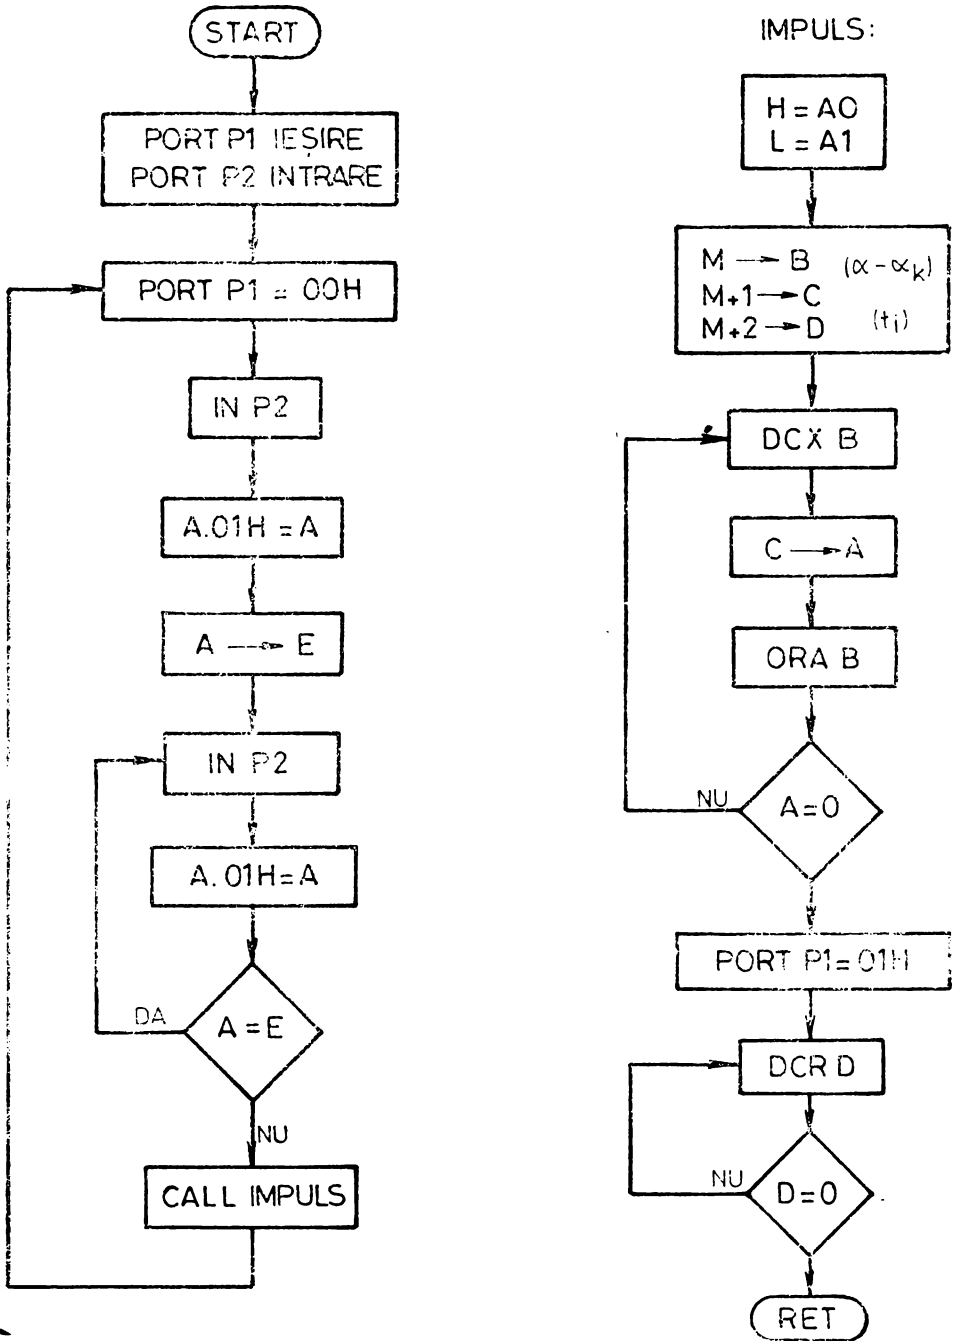 START
PORT P1 IEȘIRE
PORT P2 INTRARE
PORT P1 = 00H
IN P2
A.01H = A
A → E
IN P2
A.01H=A
A = E
DA
NU
CALL IMPULS
IMPULS:
H = A0
L = A1
M → B (α - αk)
M+1 → C
M+2 → D (ti)
DCX B
C → A
ORA B
A=0
NU
PORT P1=01H
DCR D
D=0
NU
RET